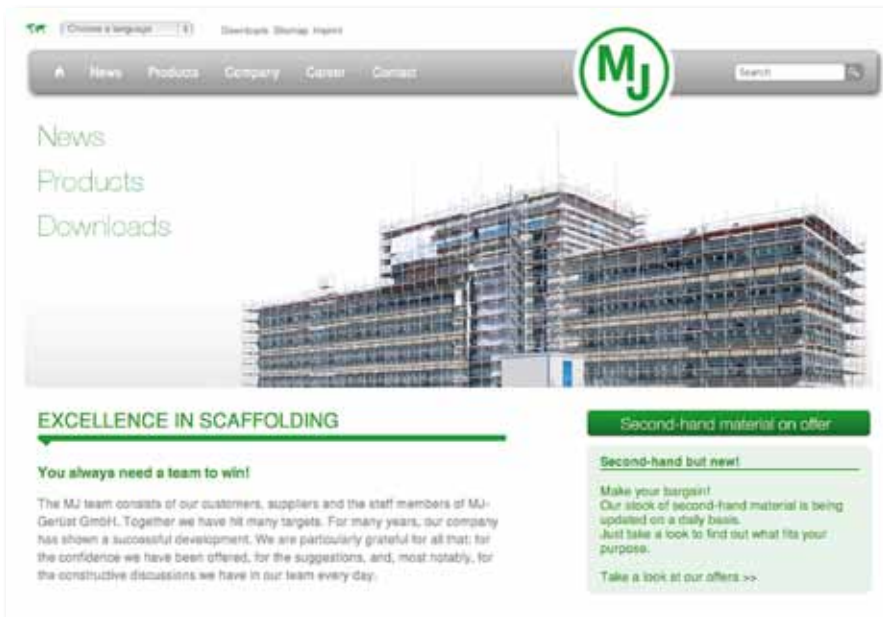 Choose a language
Downloads Sitemap Imprint
News Products Company Career Contact
MJ
Search
News
Products
Downloads
EXCELLENCE IN SCAFFOLDING
You always need a team to win!
The MJ team consists of our customers, suppliers and the staff members of MJ-
Gerüst GmbH. Together we have hit many targets. For many years, our company
has shown a successful development. We are particularly grateful for all that: for
the confidence we have been offered, for the suggestions, and, most notably, for
the constructive discussions we have in our team every day.
Second-hand material on offer
Second-hand but new!
Make your bargain!
Our stock of second-hand material is being
updated on a daily basis.
Just take a look to find out what fits your
purpose.
Take a look at our offers >>